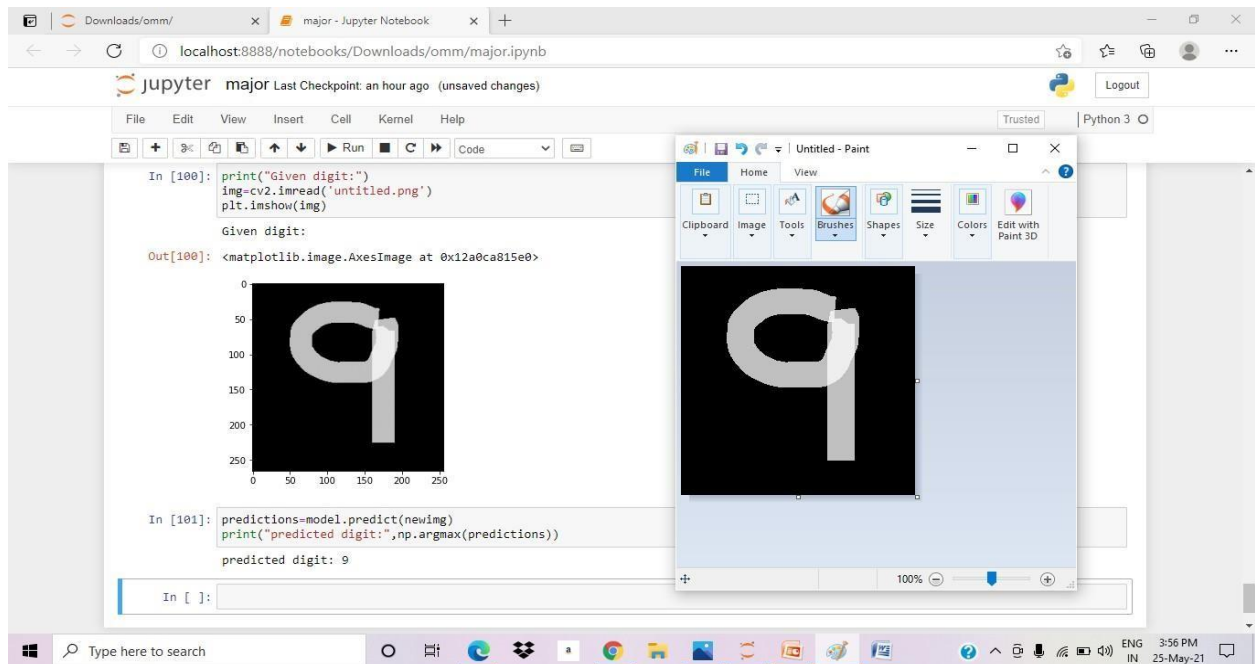 Downloads/omm/
major - Jupyter Notebook
localhost:8888/notebooks/Downloads/omm/major.ipynb
jupyter major Last Checkpoint: an hour ago (unsaved changes)
Logout
File Edit View Insert Cell Kernel Help
Trusted
Python 3
Run
Code
In [100]: print("Given digit:")
img=cv2.imread('untitled.png')
plt.imshow(img)
Given digit:
Out[100]: <matplotlib.image.AxesImage at 0x12a0ca815e0>
0
50
100
150
200
250
0 50 100 150 200 250
9
In [101]: predictions=model.predict(newimg)
print("predicted digit:",np.argmax(predictions))
predicted digit: 9
In [ ]:
Untitled - Paint
File Home View
Clipboard Image Tools Brushes Shapes Size Colors Edit with
Paint 3D
9
100%
Type here to search
a
ENG
IN
3:56 PM
25-May-21